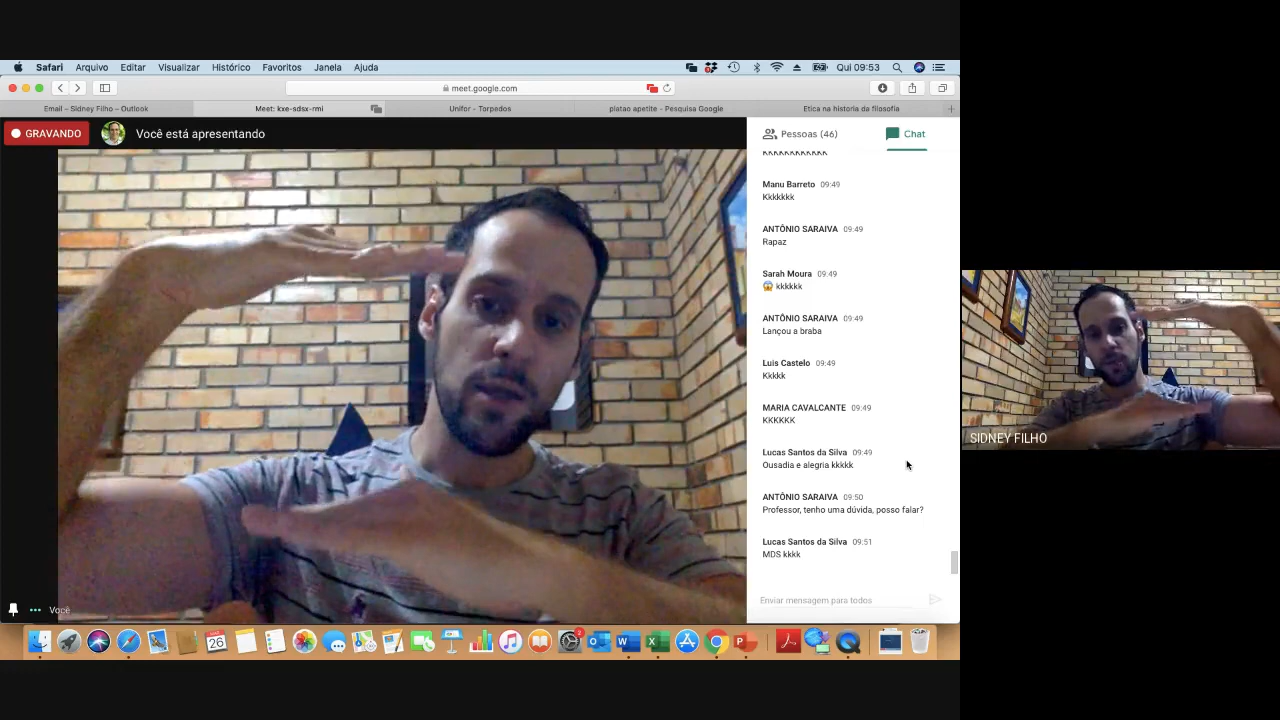 Safari Arquivo Editar Visualizar Histórico Favoritos Janela Ajuda
Qui 09:53
meet.google.com
Email – Sidney Filho – Outlook
Meet: kxe-sdsx-rmi
Unifor - Torpedos
platao apetite - Pesquisa Google
Etica na historia da filosofia
GRAVANDO
Você está apresentando
Pessoas (46)
Chat
Manu Barreto 09:49
Kkkkkkk
ANTÔNIO SARAIVA 09:49
Rapaz
Sarah Moura 09:49
😱 kkkkkk
ANTÔNIO SARAIVA 09:49
Lançou a braba
Luis Castelo 09:49
Kkkkk
MARIA CAVALCANTE 09:49
KKKKKK
Lucas Santos da Silva 09:49
Ousadia e alegria kkkkk
ANTÔNIO SARAIVA 09:50
Professor, tenho uma dúvida, posso falar?
Lucas Santos da Silva 09:51
MDS kkkk
Enviar mensagem para todos
Você
SIDNEY FILHO
26
2